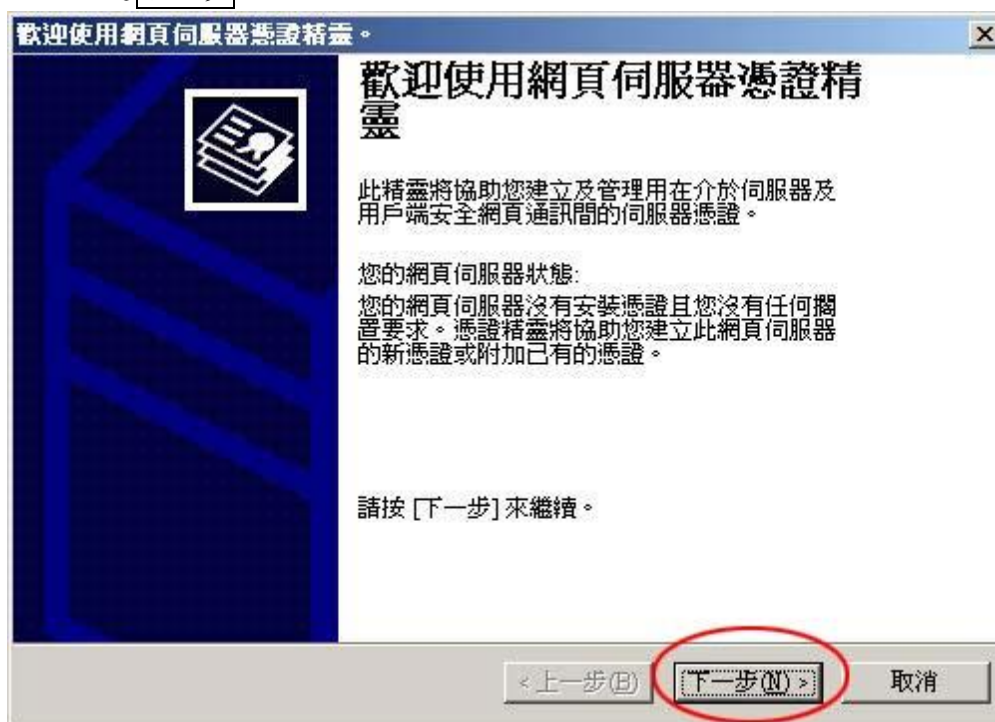 歡迎使用網頁伺服器憑證精靈。
歡迎使用網頁伺服器憑證精
靈
此精靈將協助您建立及管理用在介於伺服器及
用戶端安全網頁通訊間的伺服器憑證。
您的網頁伺服器狀態:
您的網頁伺服器沒有安裝憑證且您沒有任何擱
置要求。憑證精靈將協助您建立此網頁伺服器
的新憑證或附加已有的憑證。
請按 [下一步] 來繼續。
<上一步(B) 下一步(N) > 取消